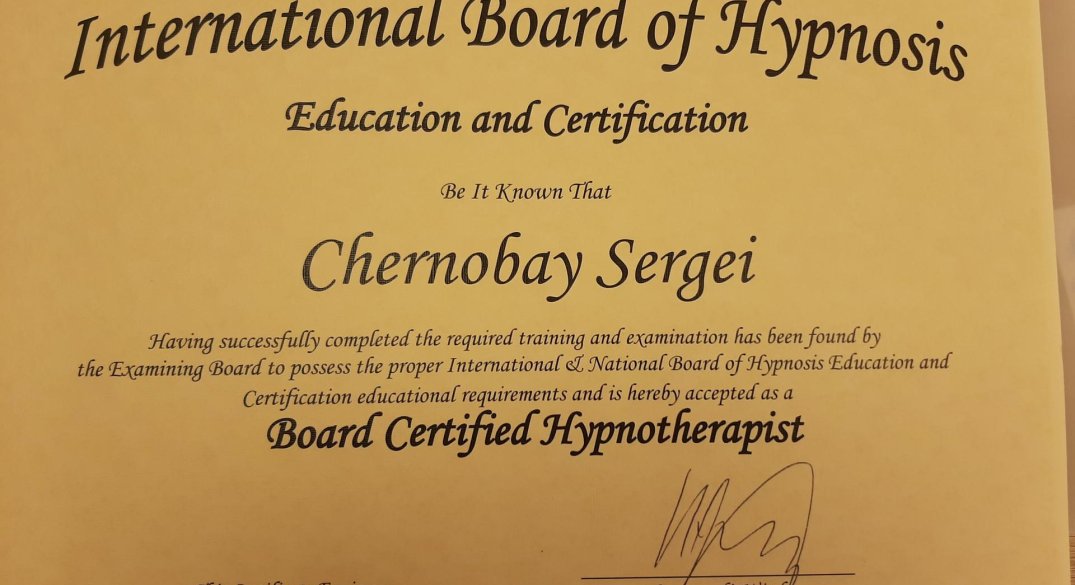 International Board of Hypnosis
Education and Certification
Be It Known That
Chernobay Sergei
Having successfully completed the required training and examination has been found by
the Examining Board to possess the proper International & National Board of Hypnosis Education and
Certification educational requirements and is hereby accepted as a
Board Certified Hypnotherapist